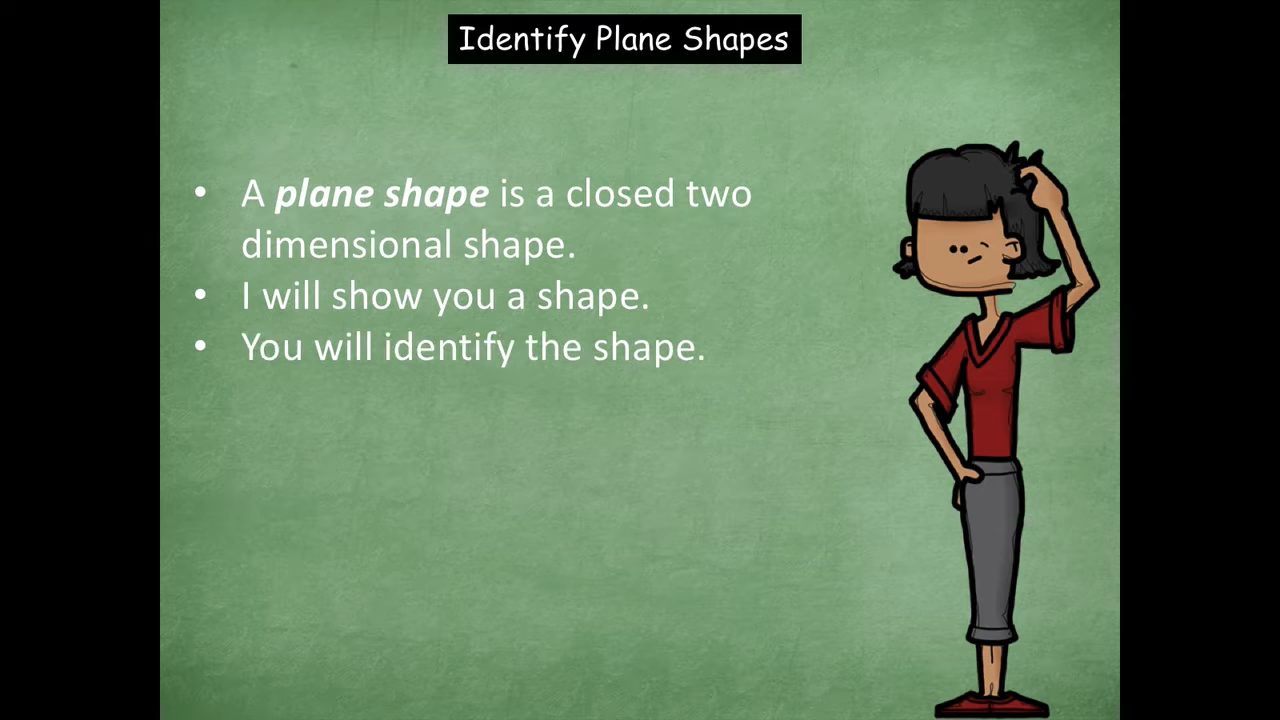 Identify Plane Shapes
• A plane shape is a closed two
dimensional shape.
• I will show you a shape.
• You will identify the shape.